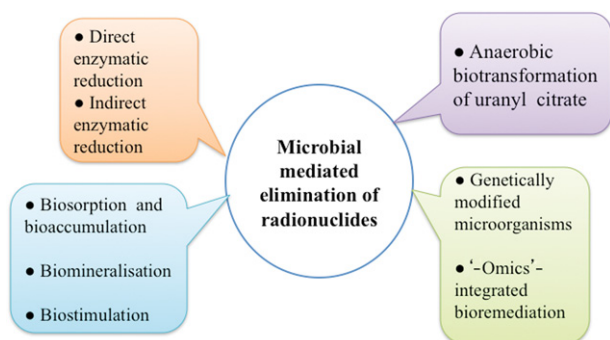 ● Direct
enzymatic
reduction
● Indirect
enzymatic
reduction
● Anaerobic
biotransformation
of uranyl citrate
Microbial
mediated
elimination of
radionuclides
● Biosorption and
bioaccumulation
● Biomineralisation
● Biostimulation
● Genetically
modified
microorganisms
● ‘-Omics’-
integrated
bioremediation